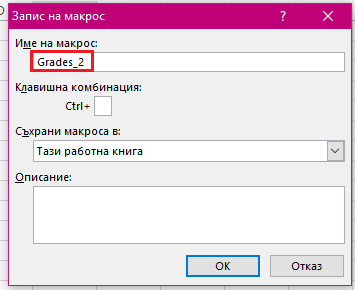 Запис на макрос
?
×
Име на макрос:
Grades_2
Клавишна комбинация:
Ctrl+
Съхрани макроса в:
Тази работна книга
Описание:
OK
Отказ